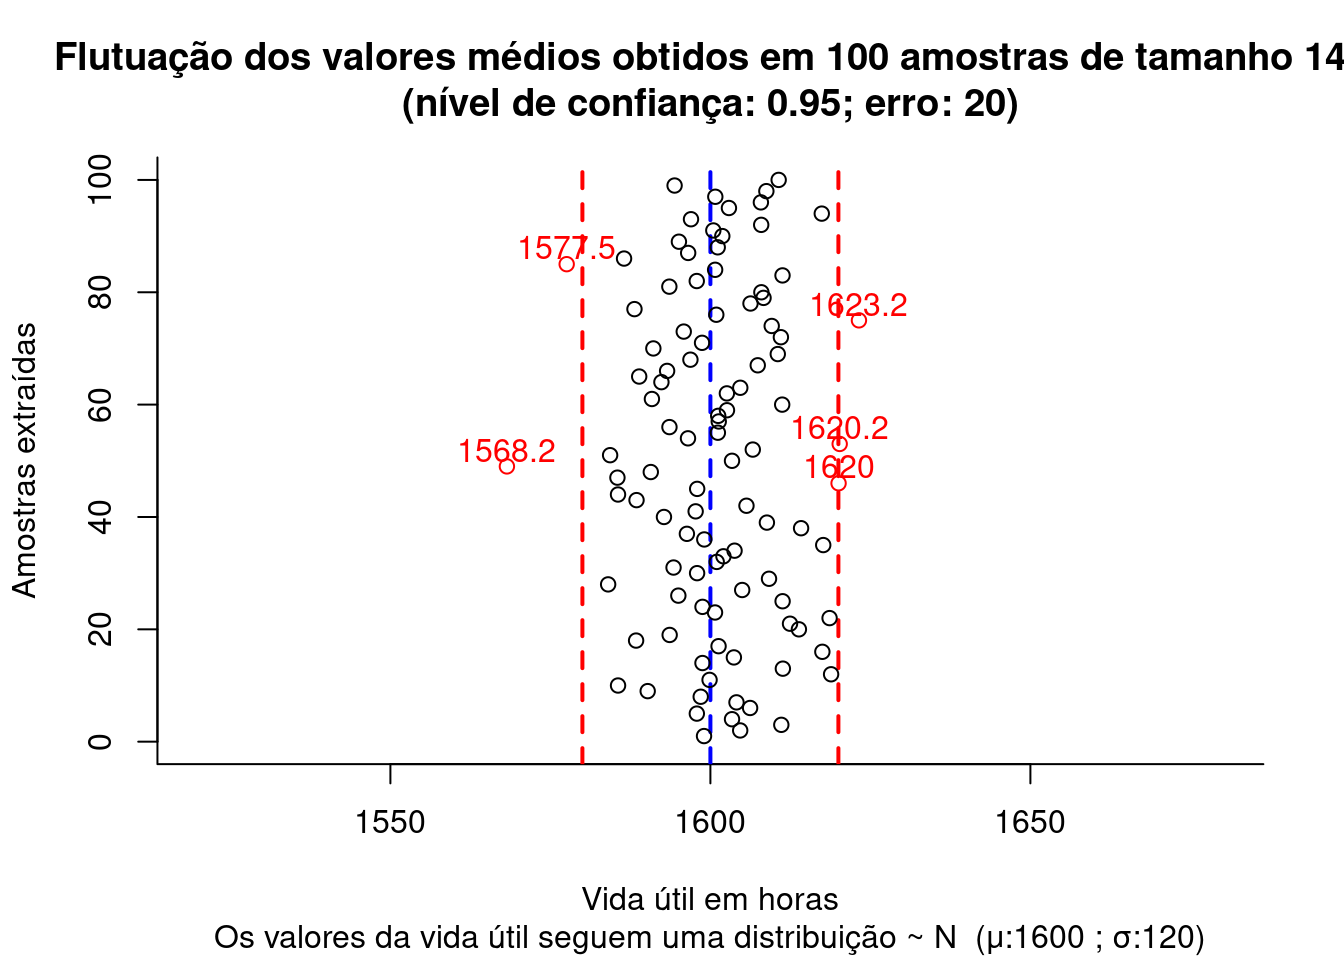 Flutuação dos valores médios obtidos em 100 amostras de tamanho 14
(nível de confiança: 0.95; erro: 20)
Amostras extraídas
100
80
60
40
20
0
1577.5
1623.2
1620.2
1568.2
1620
1550
1600
1650
Vida útil em horas
Os valores da vida útil seguem uma distribuição ~ N (μ:1600 ; σ:120)